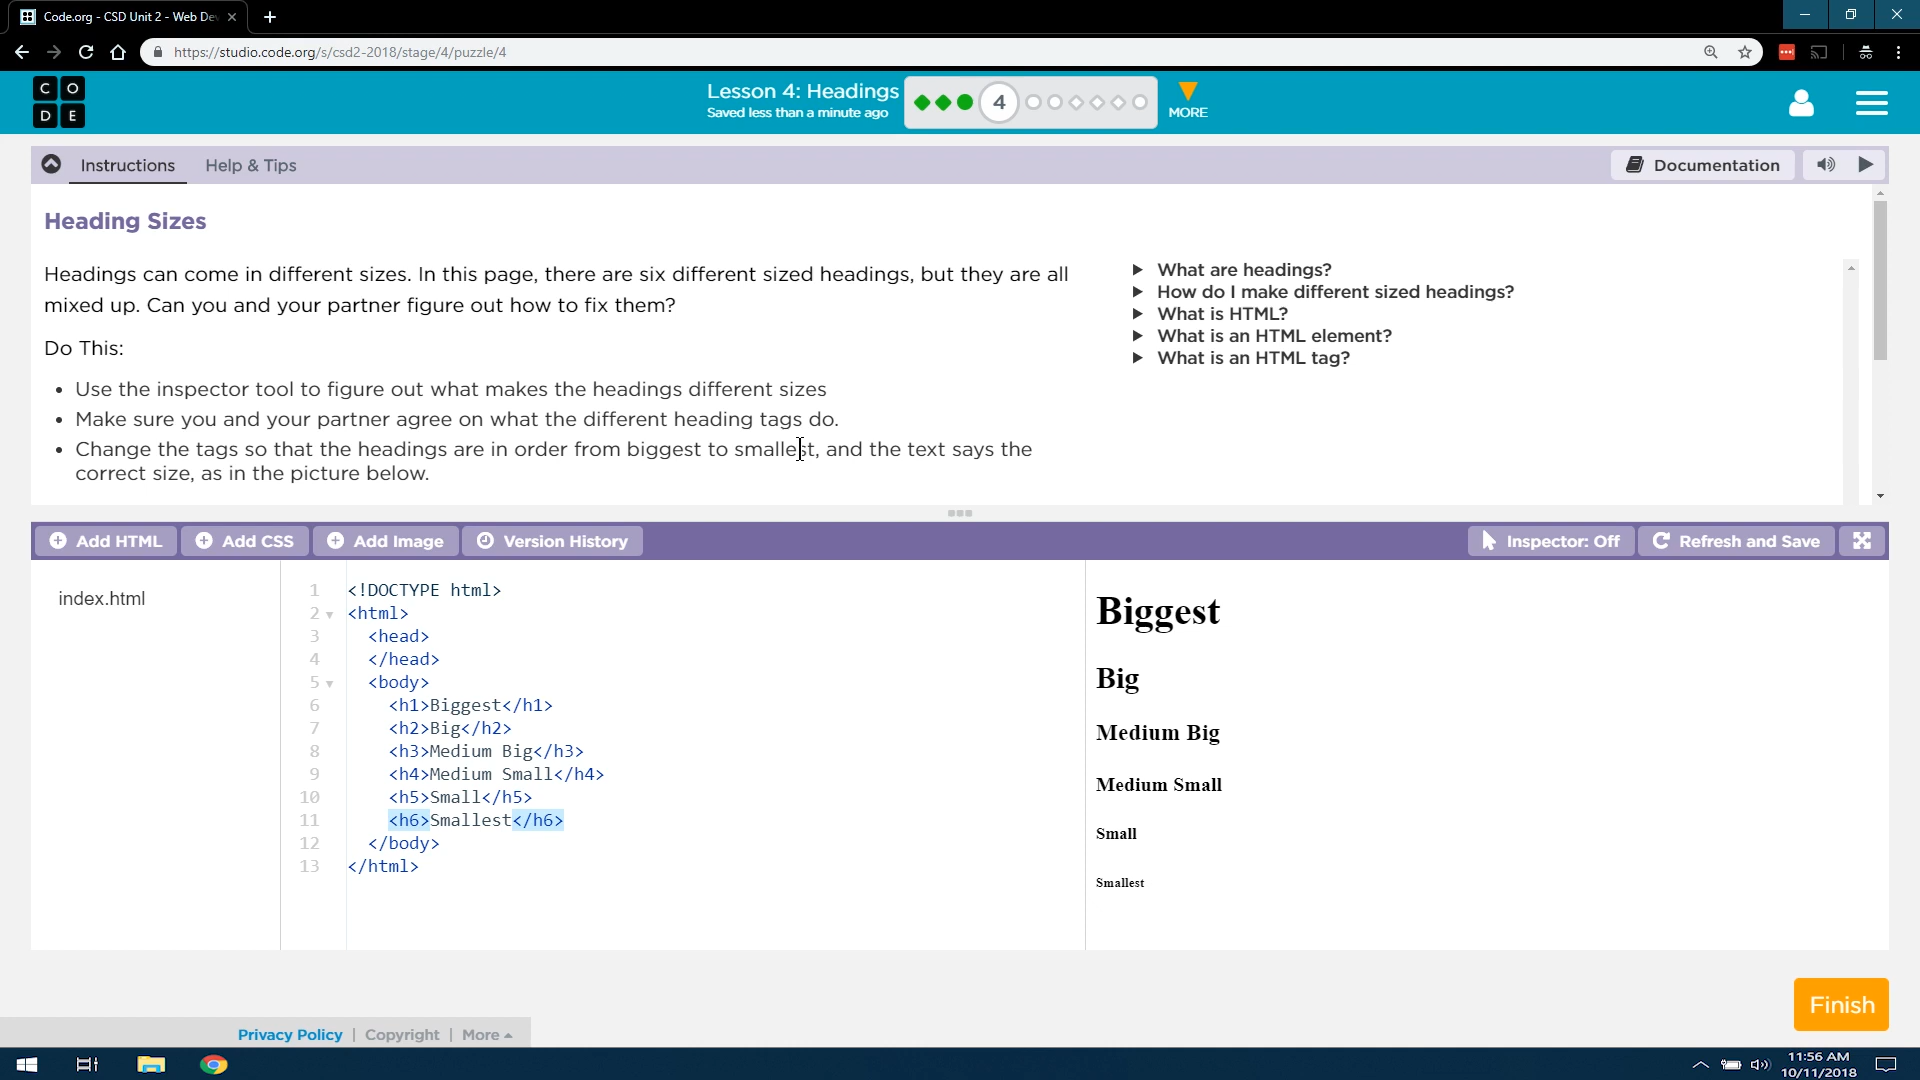 Code.org - CSD Unit 2 - Web De
https://studio.code.org/s/csd2-2018/stage/4/puzzle/4
C O
D E
Lesson 4: Headings
Saved less than a minute ago
4
MORE
Instructions
Help & Tips
Documentation
Heading Sizes
Headings can come in different sizes. In this page, there are six different sized headings, but they are all
mixed up. Can you and your partner figure out how to fix them?
Do This:
• Use the inspector tool to figure out what makes the headings different sizes
• Make sure you and your partner agree on what the different heading tags do.
• Change the tags so that the headings are in order from biggest to smallest, and the text says the
correct size, as in the picture below.
What are headings?
How do I make different sized headings?
What is HTML?
What is an HTML element?
What is an HTML tag?
Add HTML
Add CSS
Add Image
Version History
Inspector: Off
Refresh and Save
index.html
1 <!DOCTYPE html>
2 <html>
3 <head>
4 </head>
5 <body>
6 <h1>Biggest</h1>
7 <h2>Big</h2>
8 <h3>Medium Big</h3>
9 <h4>Medium Small</h4>
10 <h5>Small</h5>
11 <h6>Smallest</h6>
12 </body>
13 </html>
Biggest
Big
Medium Big
Medium Small
Small
Smallest
Finish
Privacy Policy | Copyright | More
11:56 AM
10/11/2018